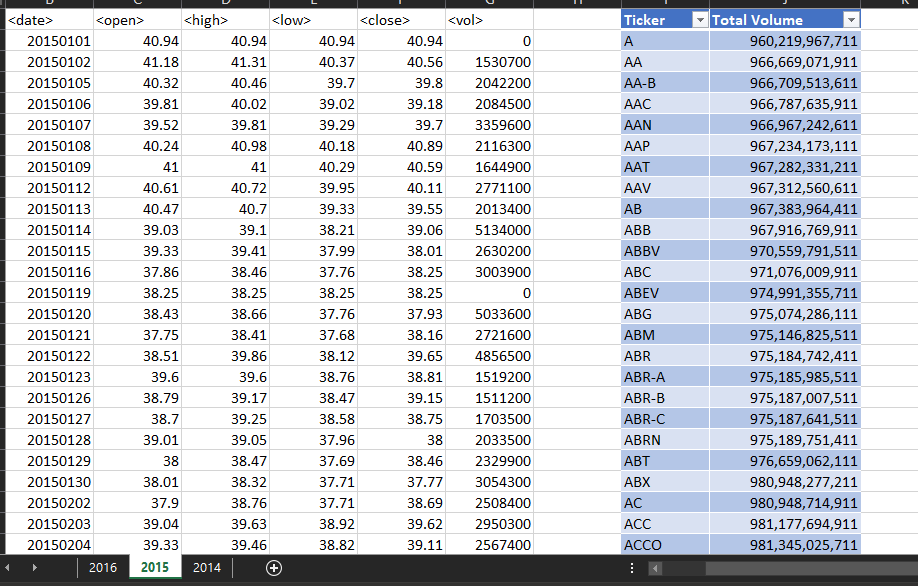 <date> <open> <high> <low> <close> <vol> Ticker Total Volume
20150101 40.94 40.94 40.94 40.94 0 A 960,219,967,711
20150102 41.18 41.31 40.37 40.56 1530700 AA 966,669,071,911
20150105 40.32 40.46 39.7 39.8 2042200 AA-B 966,709,513,611
20150106 39.81 40.02 39.02 39.18 2084500 AAC 966,787,635,911
20150107 39.52 39.81 39.29 39.7 3359600 AAN 966,967,242,611
20150108 40.24 40.98 40.18 40.89 2116300 AAP 967,234,173,111
20150109 41 41 40.29 40.59 1644900 AAT 967,282,331,211
20150112 40.61 40.72 39.95 40.11 2771100 AAV 967,312,560,611
20150113 40.47 40.7 39.33 39.55 2013400 AB 967,383,964,411
20150114 39.03 39.1 38.21 39.06 5134000 ABB 967,916,769,911
20150115 39.33 39.41 37.99 38.01 2630200 ABBV 970,559,791,511
20150116 37.86 38.46 37.76 38.25 3003900 ABC 971,076,009,911
20150119 38.25 38.25 38.25 38.25 0 ABEV 974,991,355,711
20150120 38.43 38.66 37.76 37.93 5033600 ABG 975,074,286,111
20150121 37.75 38.41 37.68 38.16 2721600 ABM 975,146,825,511
20150122 38.51 39.86 38.12 39.65 4856500 ABR 975,184,742,411
20150123 39.6 39.6 38.76 38.81 1519200 ABR-A 975,185,985,511
20150126 38.79 39.17 38.47 39.15 1511200 ABR-B 975,187,007,511
20150127 38.7 39.25 38.58 38.75 1703500 ABR-C 975,187,641,511
20150128 39.01 39.05 37.96 38 2033500 ABRN 975,189,751,411
20150129 38 38.47 37.69 38.46 2329900 ABT 976,659,062,111
20150130 38.01 38.32 37.71 37.77 3054300 ABX 980,948,277,211
20150202 37.9 38.76 37.71 38.69 2508400 AC 980,948,714,911
20150203 39.04 39.63 38.92 39.62 2950300 ACC 981,177,694,911
20150204 39.33 39.46 38.82 39.11 2567400 ACCO 981,345,025,711
2016 2015 2014